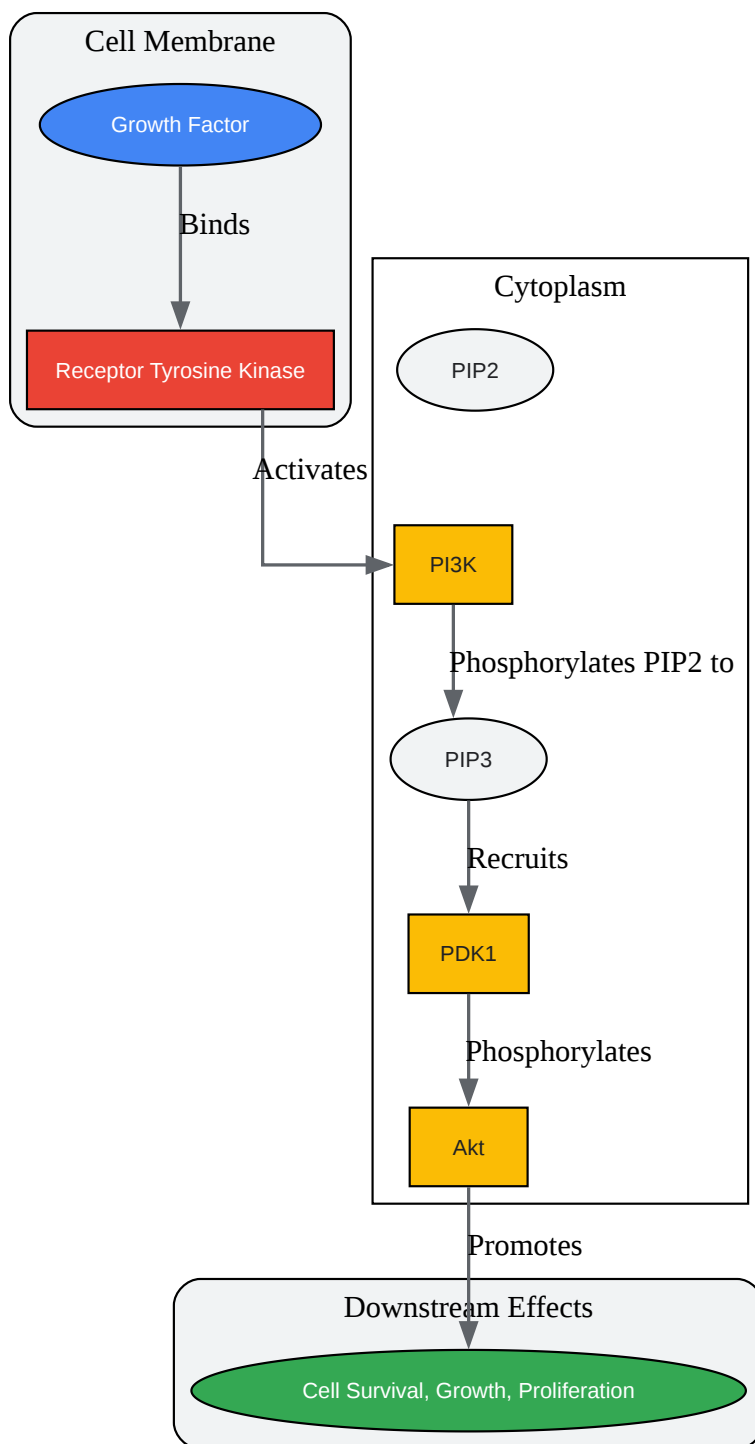 Cell Membrane
Growth Factor
Binds
Receptor Tyrosine Kinase
Activates
Cytoplasm
PIP2
PI3K
Phosphorylates PIP2 to
PIP3
Recruits
PDK1
Phosphorylates
Akt
Promotes
Downstream Effects
Cell Survival, Growth, Proliferation